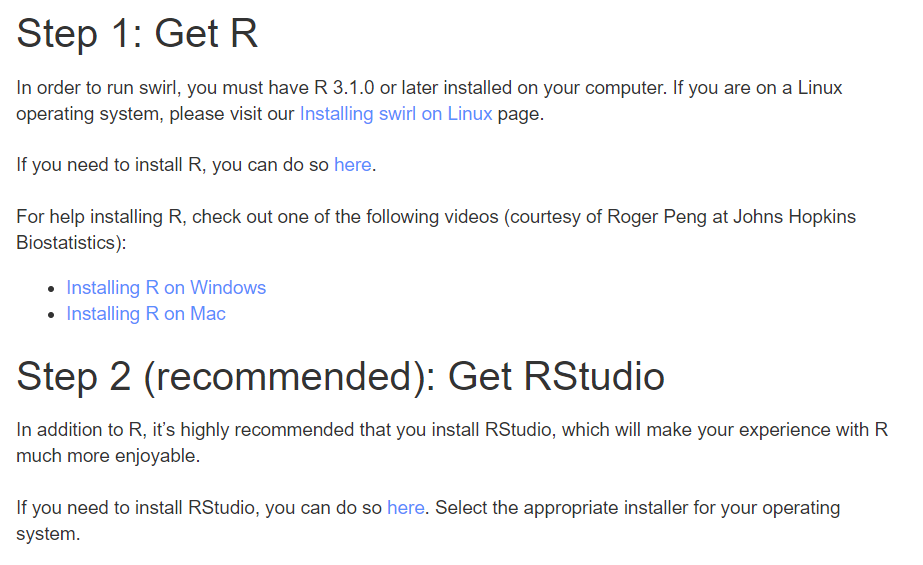 Step 1: Get R
In order to run swirl, you must have R 3.1.0 or later installed on your computer. If you are on a Linux
operating system, please visit our Installing swirl on Linux page.
If you need to install R, you can do so here.
For help installing R, check out one of the following videos (courtesy of Roger Peng at Johns Hopkins
Biostatistics):
• Installing R on Windows
• Installing R on Mac
Step 2 (recommended): Get RStudio
In addition to R, it’s highly recommended that you install RStudio, which will make your experience with R
much more enjoyable.
If you need to install RStudio, you can do so here. Select the appropriate installer for your operating
system.